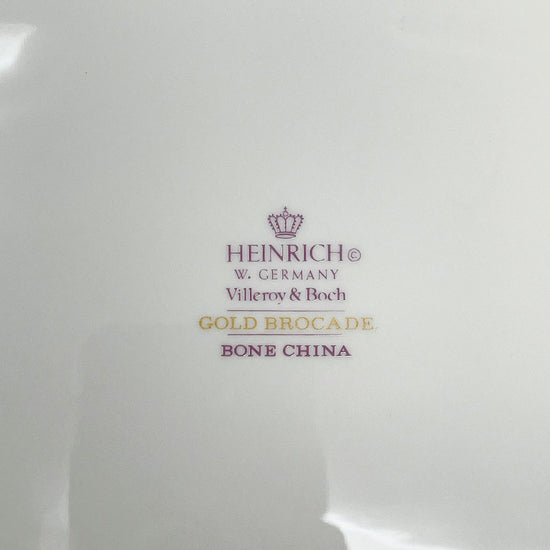 HEINRICH©
W. GERMANY
Villeroy & Boch
GOLD BROCADE
BONE CHINA